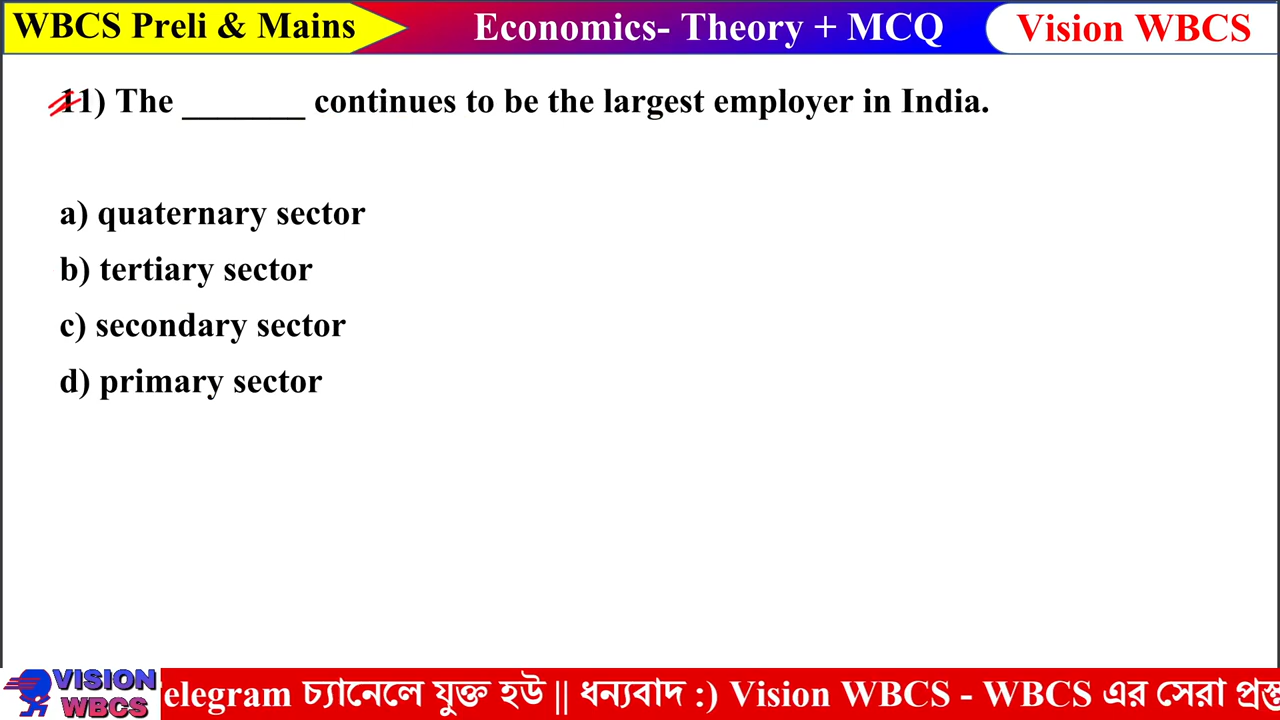 WBCS Preli & Mains
Economics- Theory + MCQ
Vision WBCS
11) The _______ continues to be the largest employer in India.
a) quaternary sector
b) tertiary sector
c) secondary sector
d) primary sector
VISION
WBCS
elegram চ্যানেলে যুক্ত হউ || ধন্যবাদ :) Vision WBCS - WBCS এর সেরা